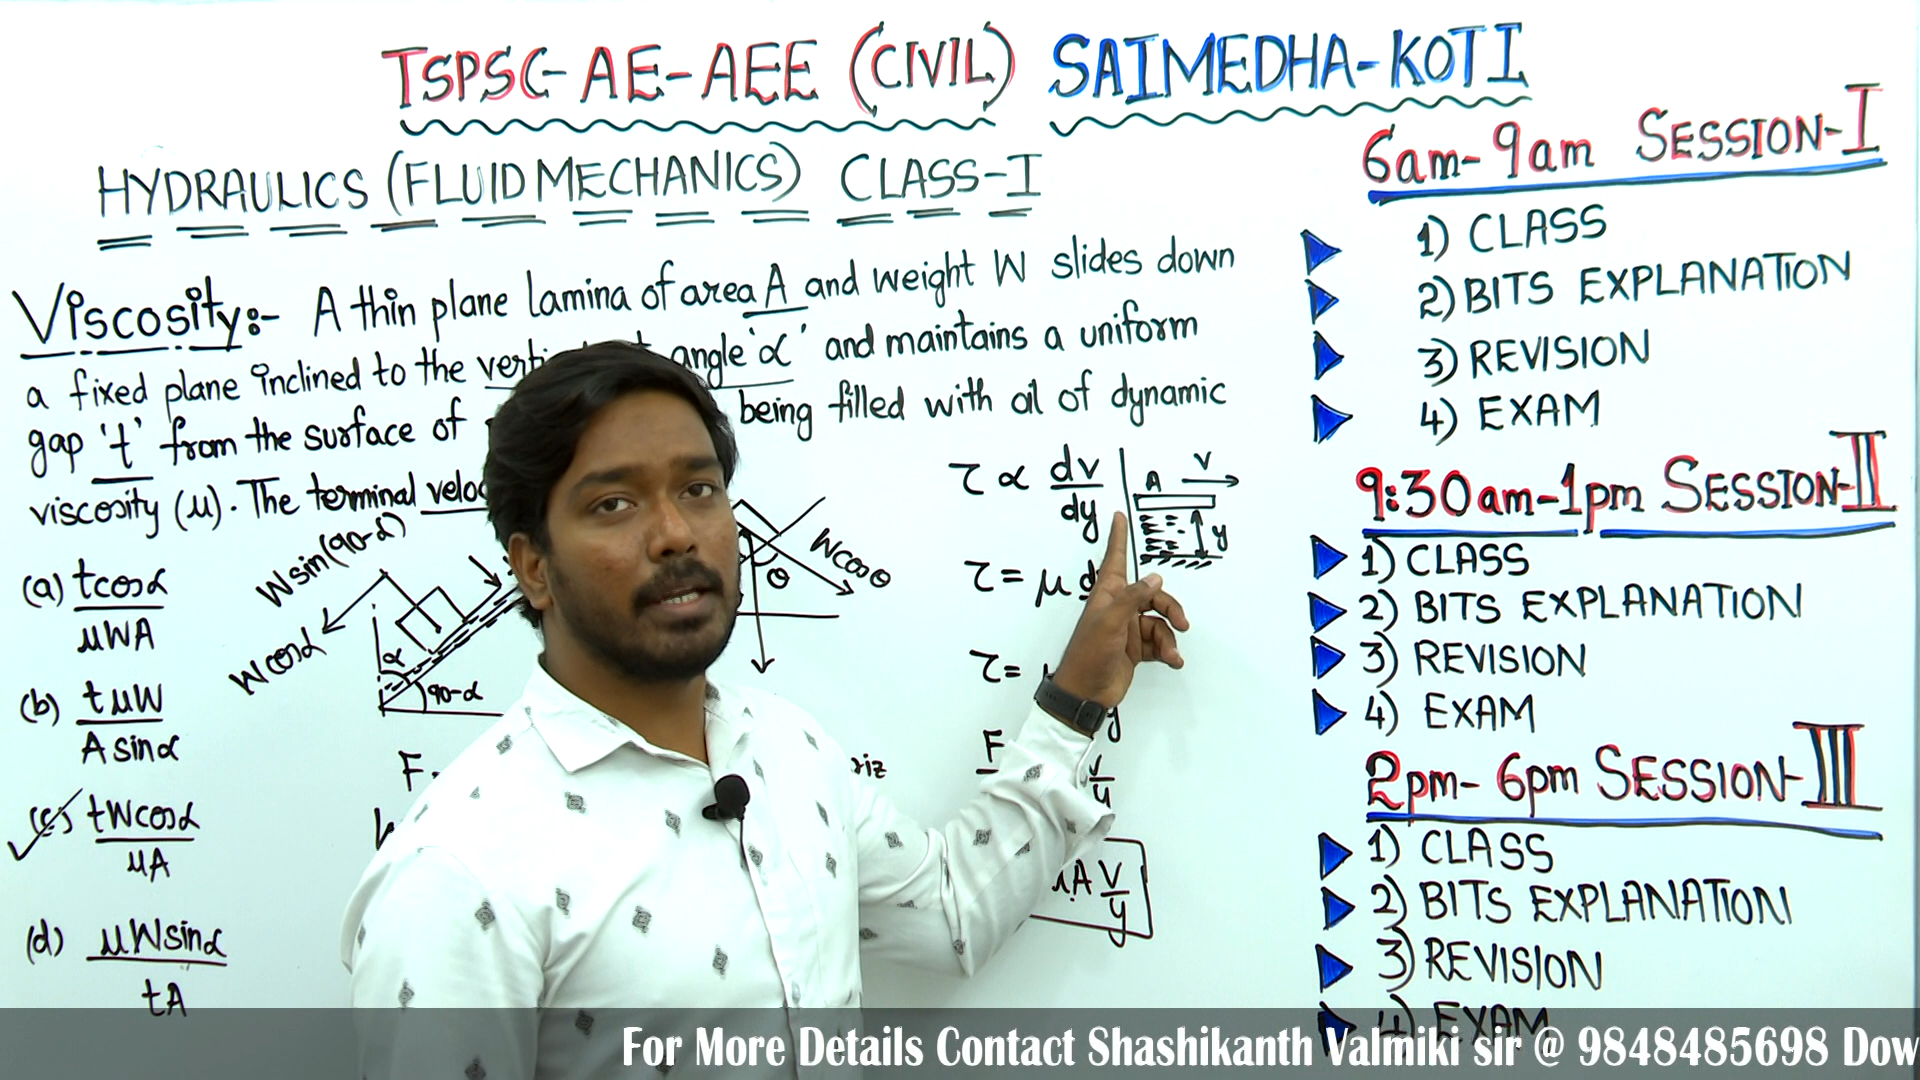 TSPSC-AE-AEE (CIVIL) SAIMEDHA-KOTI
HYDRAULICS (FLUID MECHANICS) CLASS-I
Viscosity:- A thin plane lamina of area A and weight W slides down
a fixed plane inclined to the angle 'α' and maintains a uniform
gap 't' from the surface of being filled with oil of dynamic
viscosity (μ). The terminal
(a) tcosα
μWA
(b) tμW
A sinα
(c) tWcosα
μA
(d) μWsinα
tA
Wsin(90-α)
Wcosα
α
90-α
Wcosθ
θ
F
τ ∝ dv
dy
A V
y
τ = μ
τ =
F
v
y
μA V
y
6am-9am SESSION-I
1) CLASS
2) BITS EXPLANATION
3) REVISION
4) EXAM
9:30am-1pm SESSION-II
1) CLASS
2) BITS EXPLANATION
3) REVISION
4) EXAM
2pm-6pm SESSION-III
1) CLASS
2) BITS EXPLANATION
3) REVISION
4) EXAM
For More Details Contact Shashikanth Valmiki sir @ 9848485698 Dow